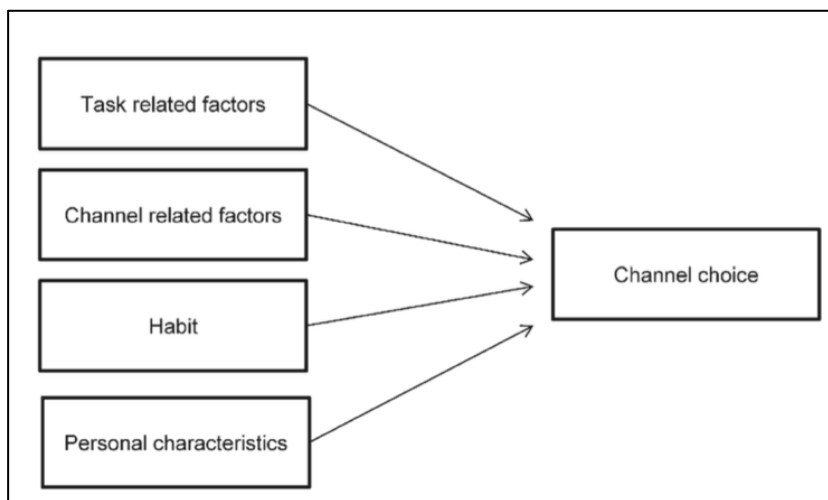 Task related factors
Channel related factors
Habit
Personal characteristics
Channel choice